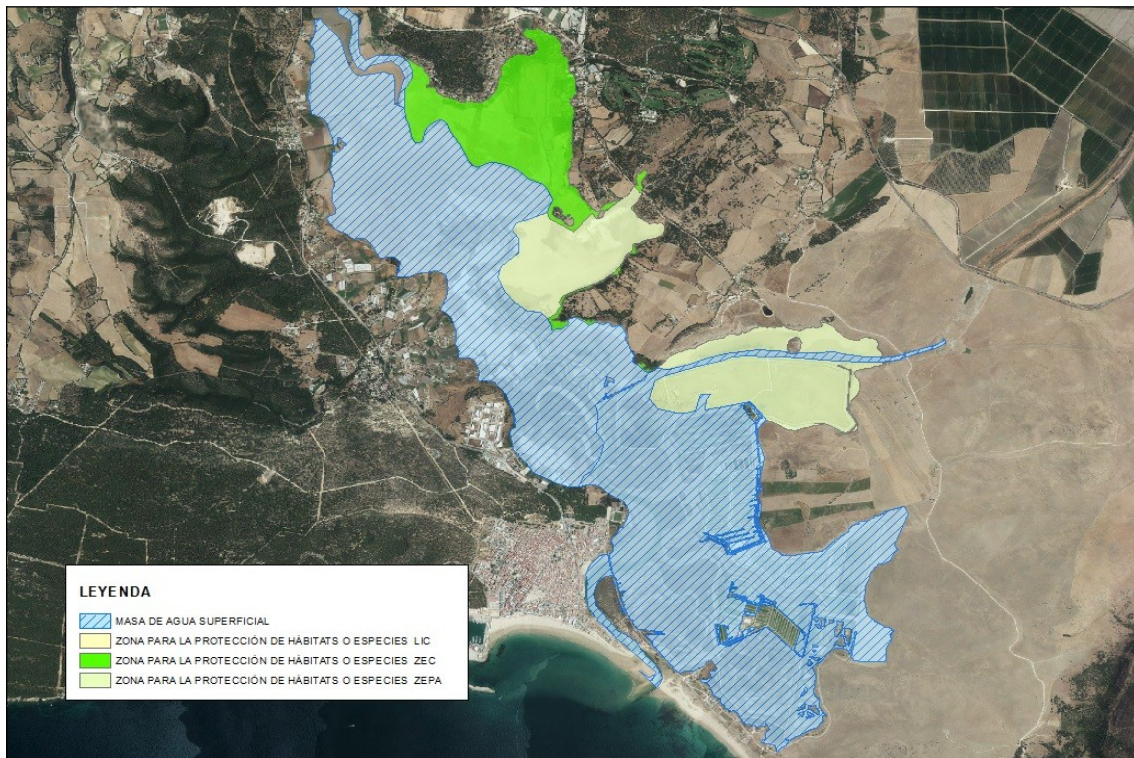 LEYENDA
MASA DE AGUA SUPERFICIAL
ZONA PARA LA PROTECCIÓN DE HÁBITATS O ESPECIES LIC
ZONA PARA LA PROTECCIÓN DE HÁBITATS O ESPECIES ZEC
ZONA PARA LA PROTECCIÓN DE HÁBITATS O ESPECIES ZEPA